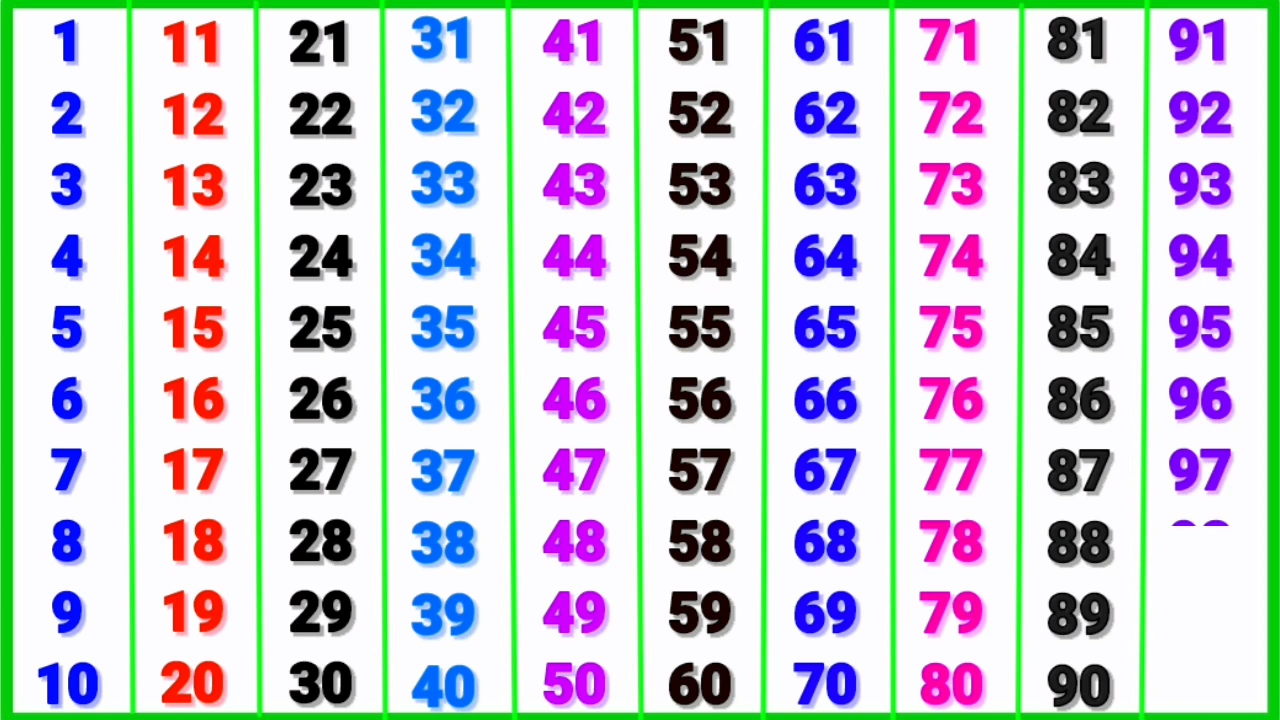 1 11 21 31 41 51 61 71 81 91
2 12 22 32 42 52 62 72 82 92
3 13 23 33 43 53 63 73 83 93
4 14 24 34 44 54 64 74 84 94
5 15 25 35 45 55 65 75 85 95
6 16 26 36 46 56 66 76 86 96
7 17 27 37 47 57 67 77 87 97
8 18 28 38 48 58 68 78 88
9 19 29 39 49 59 69 79 89
10 20 30 40 50 60 70 80 90